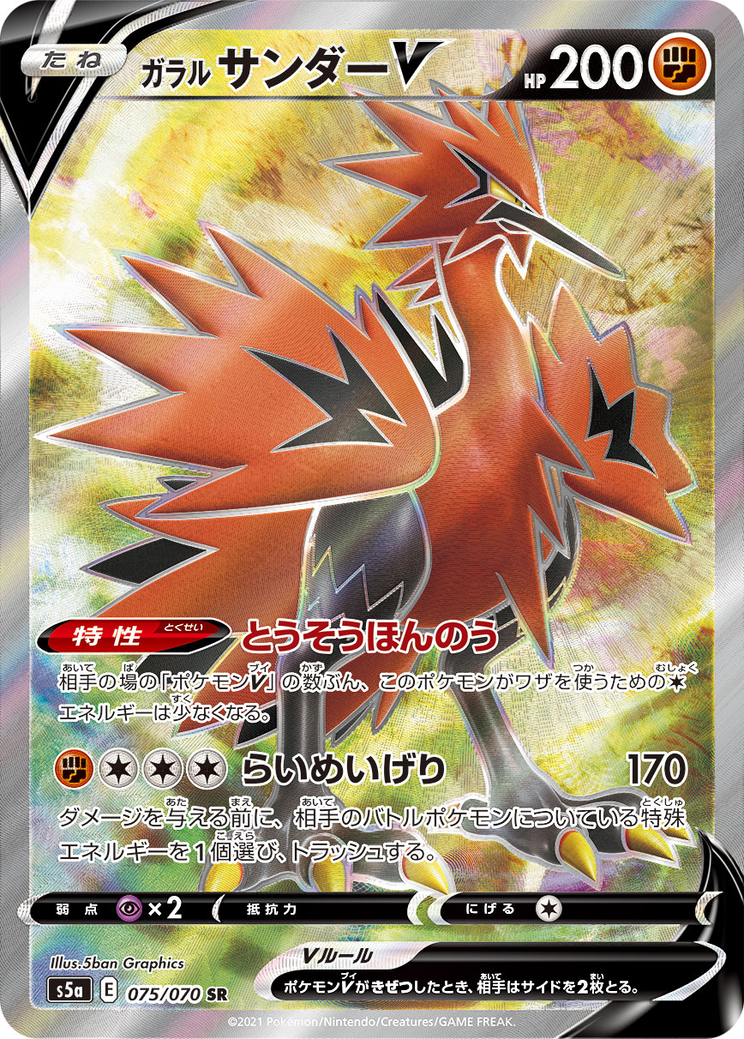 たね ガラル サンダーV HP 200
特性 とくせい とうそうほんのう
相手の場の「ポケモンV」の数ぶん、このポケモンがワザを使うための
エネルギーは少なくなる。
らいめいげり 170
ダメージを与える前に、相手のバトルポケモンについている特殊
エネルギーを1個選び、トラッシュする。
弱点 ×2 抵抗力 にげる
Illus.5ban Graphics
Vルール
s5a E 075/070 SR
ポケモンVがきぜつしたとき、相手はサイドを2枚とる。
©2021 Pokémon/Nintendo/Creatures/GAME FREAK.